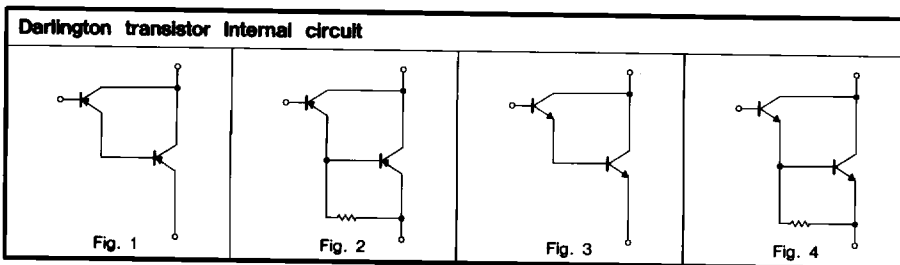 Darlington transistor Internal circuit
Fig. 1
Fig. 2
Fig. 3
Fig. 4